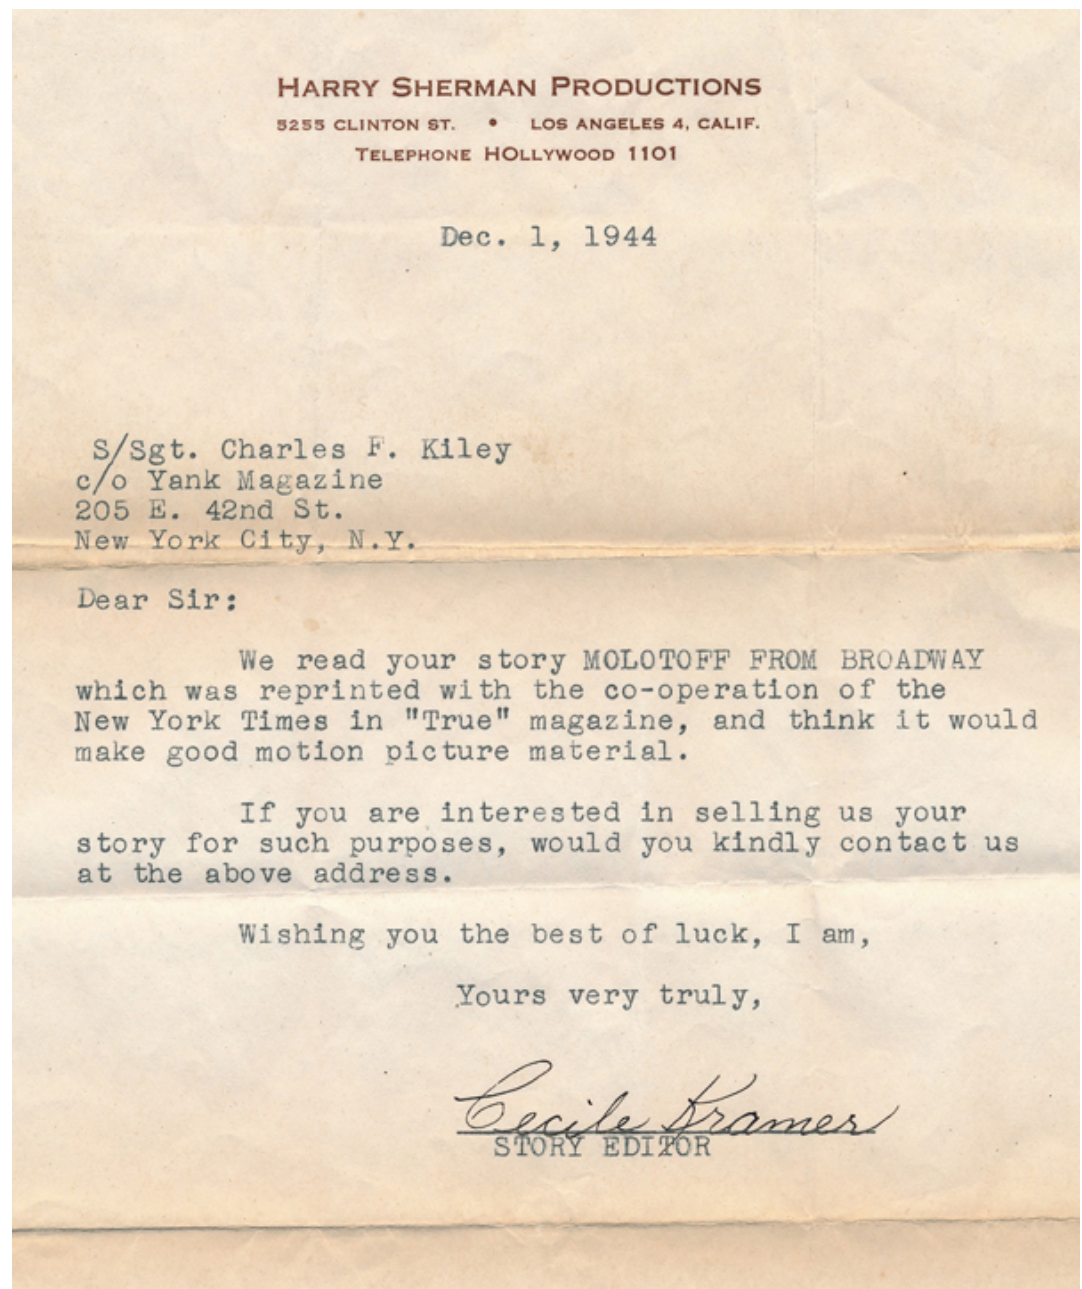 HARRY SHERMAN PRODUCTIONS
5255 CLINTON ST. • LOS ANGELES 4, CALIF.
TELEPHONE HOLLYWOOD 1101
Dec. 1, 1944
S/Sgt. Charles F. Kiley
c/o Yank Magazine
205 E. 42nd St.
New York City, N.Y.
Dear Sir:
We read your story MOLOTOFF FROM BROADWAY
which was reprinted with the co-operation of the
New York Times in "True" magazine, and think it would
make good motion picture material.
If you are interested in selling us your
story for such purposes, would you kindly contact us
at the above address.
Wishing you the best of luck, I am,
Yours very truly,
Cecile Kramer
STORY EDITOR